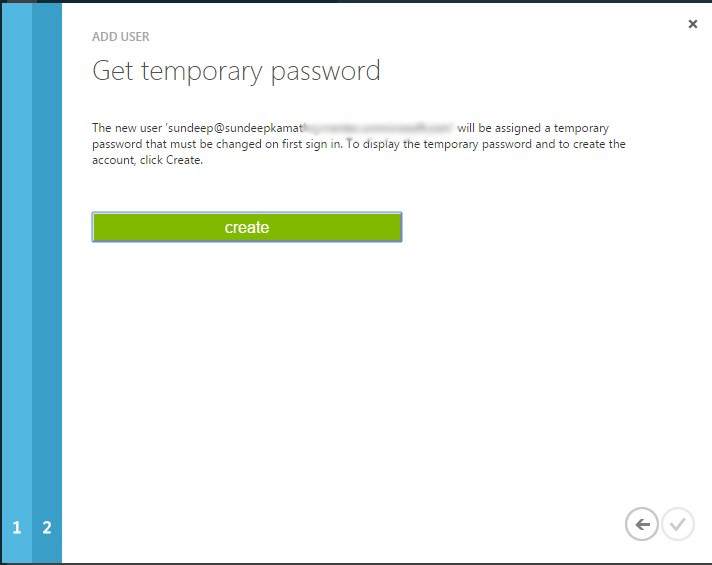 ADD USER
Get temporary password
The new user 'sundeep@sundeepkamat will be assigned a temporary
password that must be changed on first sign in. To display the temporary password and to create the
account, click Create.
create
1 2